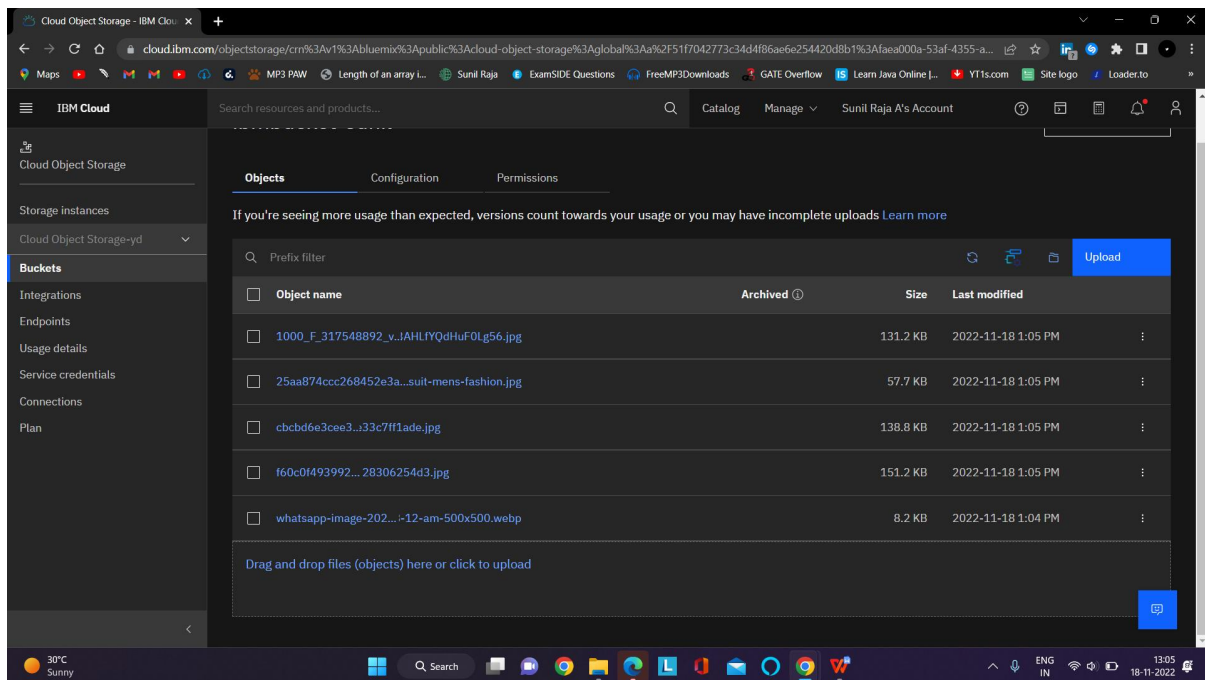 Cloud Object Storage - IBM Clou
cloud.ibm.com/objectstorage/crn%3Av1%3Abluemix%3Apublic%3Acloud-object-storage%3Aglobal%3Aa%2F51f7042773c34d4f86ae6e254420d8b1%3Afaea000a-53af-4355-a...
Maps MP3 PAW Length of an array i... Sunil Raja ExamSIDE Questions FreeMP3Downloads GATE Overflow IS Learn Java Online |... YT1s.com Site logo Loader.to »
IBM Cloud Search resources and products... Catalog Manage Sunil Raja A's Account
Cloud Object Storage
Storage instances
Cloud Object Storage-yd
Buckets
Integrations
Endpoints
Usage details
Service credentials
Connections
Plan
Objects Configuration Permissions
If you're seeing more usage than expected, versions count towards your usage or you may have incomplete uploads Learn more
Prefix filter Upload
Object name Archived Size Last modified
1000_F_317548892_v..IAHLfYQdHuF0Lg56.jpg 131.2 KB 2022-11-18 1:05 PM
25aa874ccc268452e3a...suit-mens-fashion.jpg 57.7 KB 2022-11-18 1:05 PM
cbcbd6e3cee3..33c7ff1ade.jpg 138.8 KB 2022-11-18 1:05 PM
f60c0f493992... 28306254d3.jpg 151.2 KB 2022-11-18 1:05 PM
whatsapp-image-202...-12-am-500x500.webp 8.2 KB 2022-11-18 1:04 PM
Drag and drop files (objects) here or click to upload
30°C
Sunny
Search
ENG
IN
13:05
18-11-2022